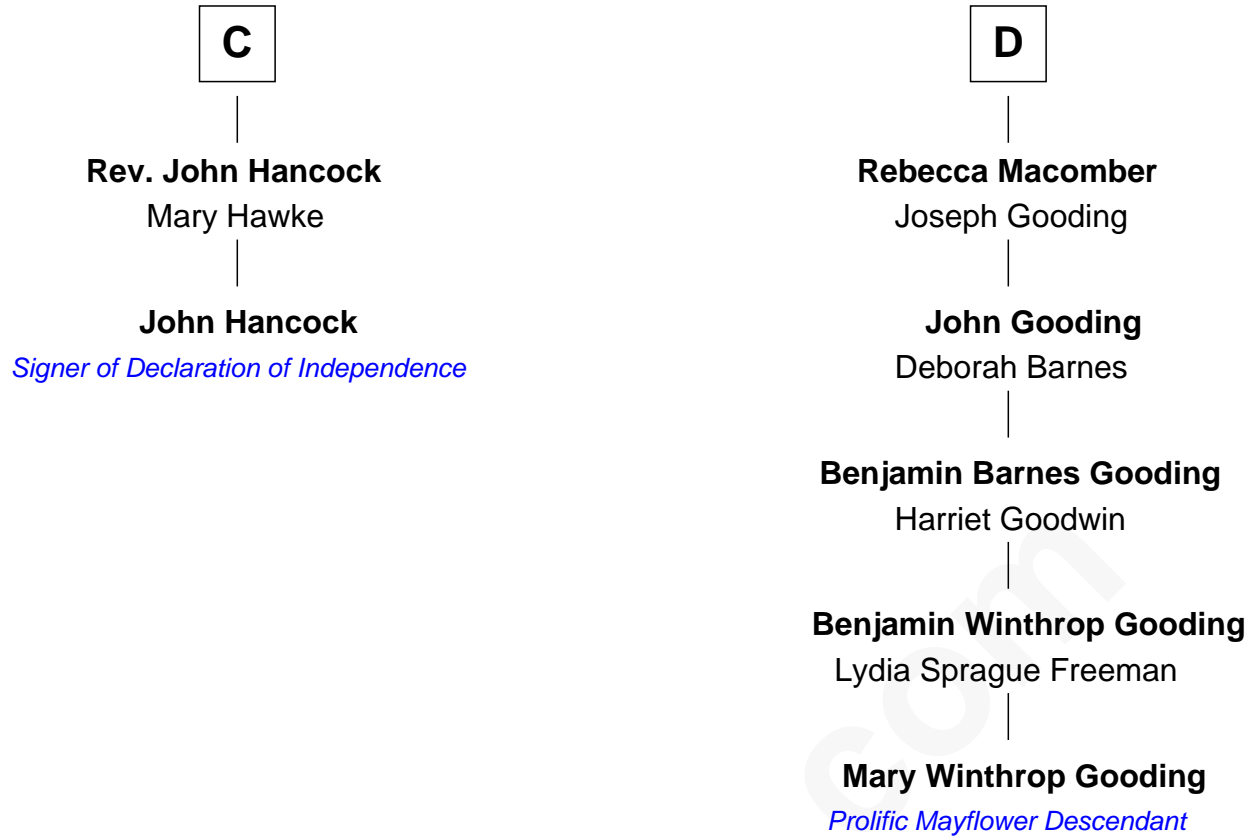 C
Rev. John Hancock
Mary Hawke
John Hancock
Signer of Declaration of Independence
D
Rebecca Macomber
Joseph Gooding
John Gooding
Deborah Barnes
Benjamin Barnes Gooding
Harriet Goodwin
Benjamin Winthrop Gooding
Lydia Sprague Freeman
Mary Winthrop Gooding
Prolific Mayflower Descendant
com